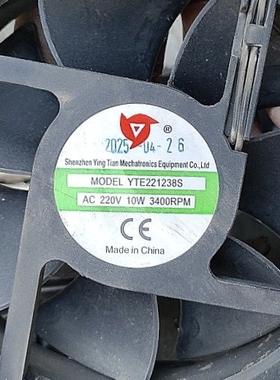 ®
2025-04-26
Shenzhen Ying Tian Mechatronics Equipment Co.,Ltd
MODEL YTE221238S
AC 220V 10W 3400RPM
CE
Made in China